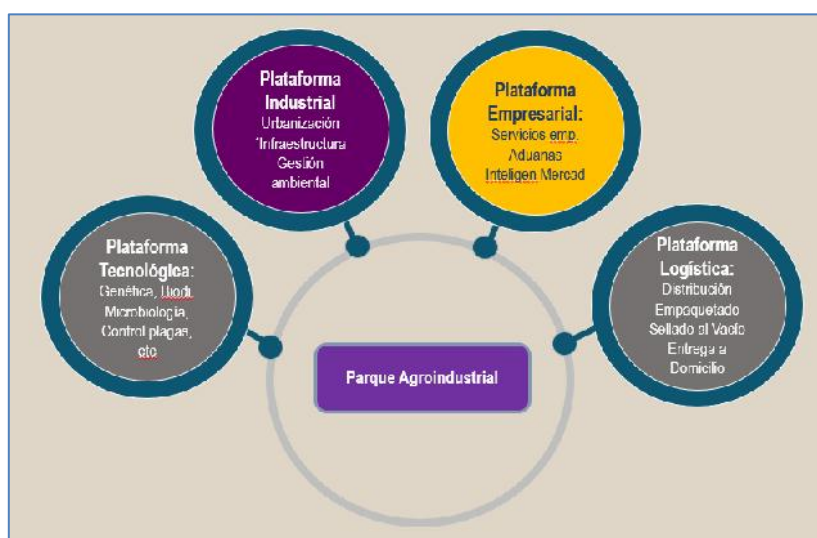 Plataforma
Industrial
Urbanización
Infraestructura
Gestión
ambiental
Plataforma
Empresarial:
Servicios emp.
Aduanas
Inteligen Mercad
Plataforma
Tecnológica:
Genética,
Microbiología,
Control plagas,
etc
Plataforma
Logística:
Distribución
Empaquetado
Sellado al Vacío
Entrega a
Domicilio
Parque Agroindustrial